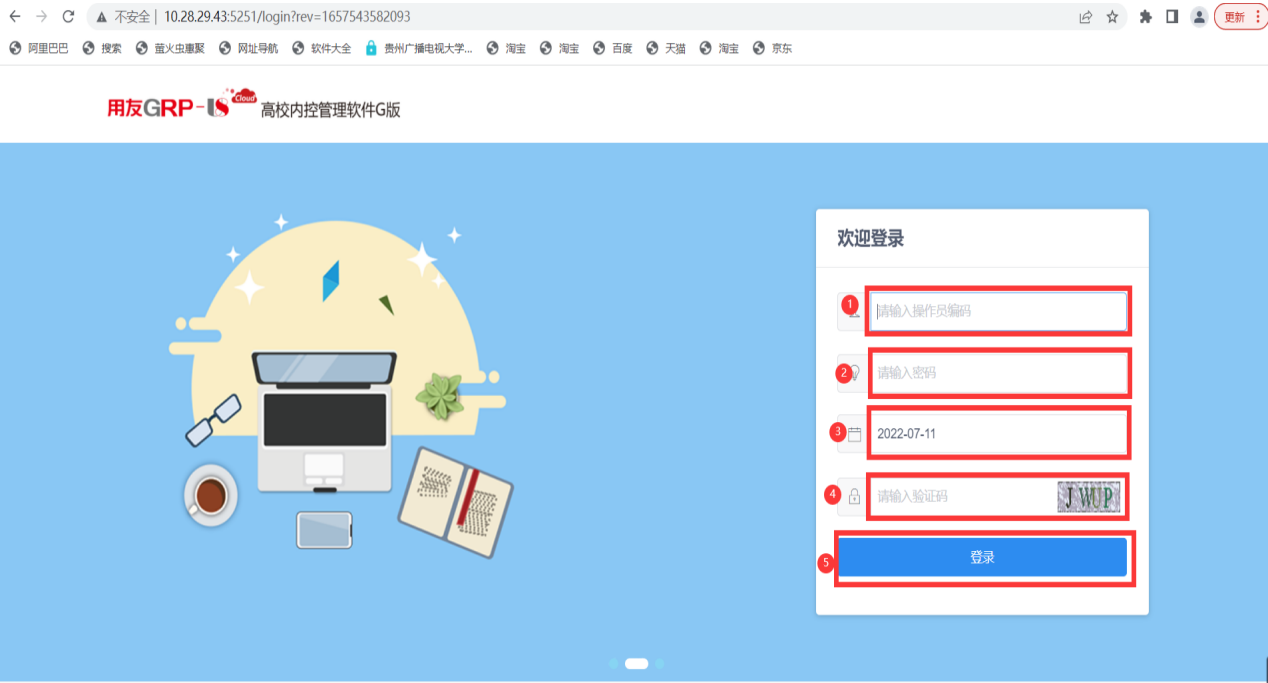 不安全 | 10.28.29.43:5251/login?rev=1657543582093
更新
阿里巴巴 搜索 萤火虫惠聚 网址导航 软件大全 贵州广播电视大学... 淘宝 淘宝 百度 天猫 淘宝 京东
用友GRP-U8 Cloud 高校内控管理软件G版
欢迎登录
1 请输入操作员编码
2 请输入密码
3 2022-07-11
4 请输入验证码 JWUP
5 登录